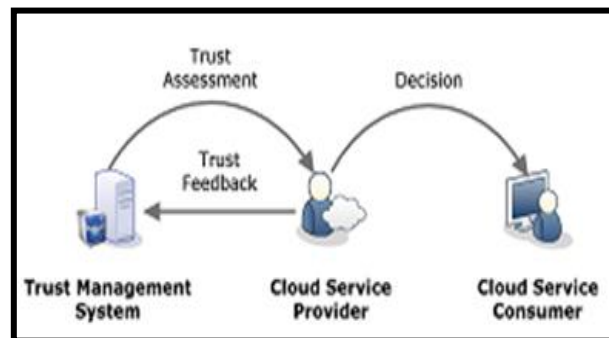 Trust
Assessment
Decision
Trust
Feedback
Trust Management
System
Cloud Service
Provider
Cloud Service
Consumer